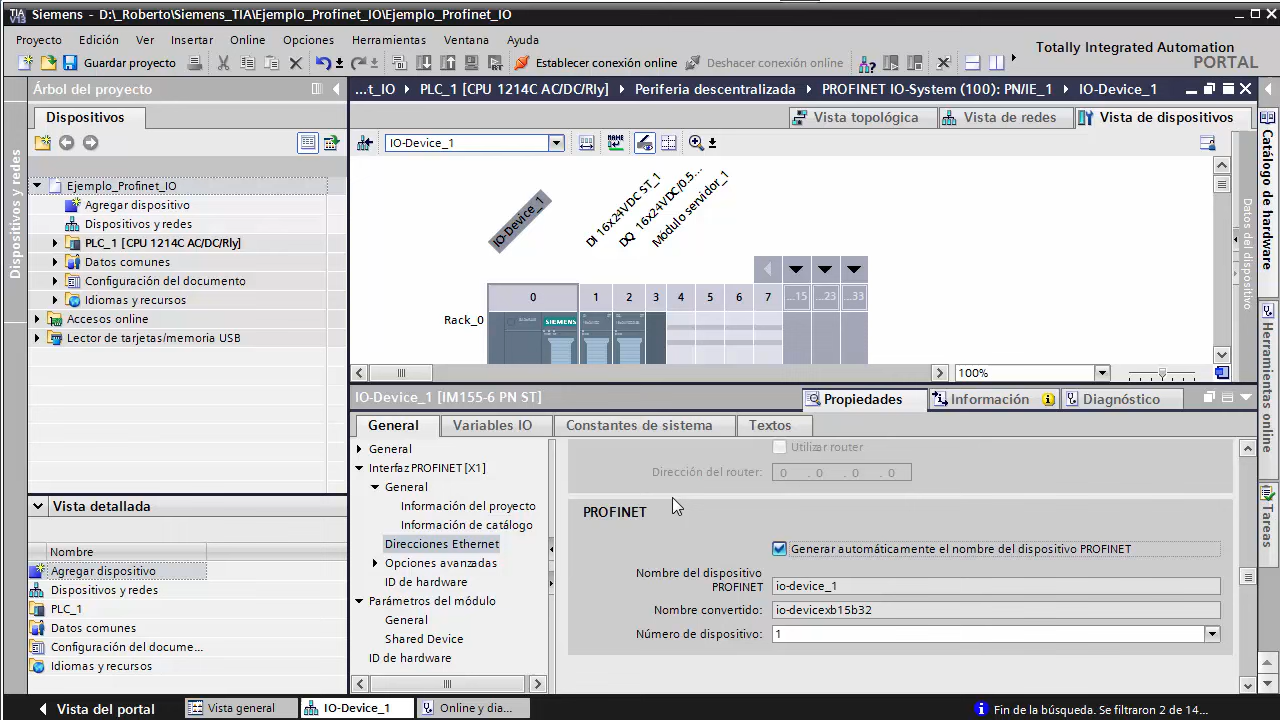 Siemens - D:\_Roberto\Siemens_TIA\Ejemplo_Profinet_IO\Ejemplo_Profinet_IO
TIA
V13
Proyecto Edición Ver Insertar Online Opciones Herramientas Ventana Ayuda
Guardar proyecto
Establecer conexión online
Deshacer conexión online
Totally Integrated Automation
PORTAL
Árbol del proyecto
...t_IO
PLC_1 [CPU 1214C AC/DC/Rly]
Periferia descentralizada
PROFINET IO-System (100): PN/IE_1
IO-Device_1
Dispositivos
Vista topológica
Vista de redes
Vista de dispositivos
IO-Device_1
Dispositivos y redes
Ejemplo_Profinet_IO
Agregar dispositivo
Dispositivos y redes
PLC_1 [CPU 1214C AC/DC/Rly]
Datos comunes
Configuración del documento
Idiomas y recursos
Accesos online
Lector de tarjetas/memoria USB
IO-Device_1
DI 16x24VDC ST_1
DQ 16x24VDC/0.5...
Módulo servidor_1
0 1 2 3 4 5 6 7 ...15 ...23 ...33
Rack_0
SIEMENS
100%
Datos del dispositivo
Catálogo de hardware
Herramientas online
Tareas
IO-Device_1 [IM155-6 PN ST]
Propiedades
Información
Diagnóstico
General
Variables IO
Constantes de sistema
Textos
General
Interfaz PROFINET [X1]
General
Información del proyecto
Información de catálogo
Direcciones Ethernet
Opciones avanzadas
ID de hardware
Parámetros del módulo
General
Shared Device
ID de hardware
Utilizar router
Dirección del router: 0 . 0 . 0 . 0
PROFINET
Generar automáticamente el nombre del dispositivo PROFINET
Nombre del dispositivo
PROFINET io-device_1
Nombre convertido: io-devicexb15b32
Número de dispositivo: 1
Vista detallada
Nombre
Agregar dispositivo
Dispositivos y redes
PLC_1
Datos comunes
Configuración del docume...
Idiomas y recursos
Vista del portal
Vista general
IO-Device_1
Online y dia...
Fin de la búsqueda. Se filtraron 2 de 14...